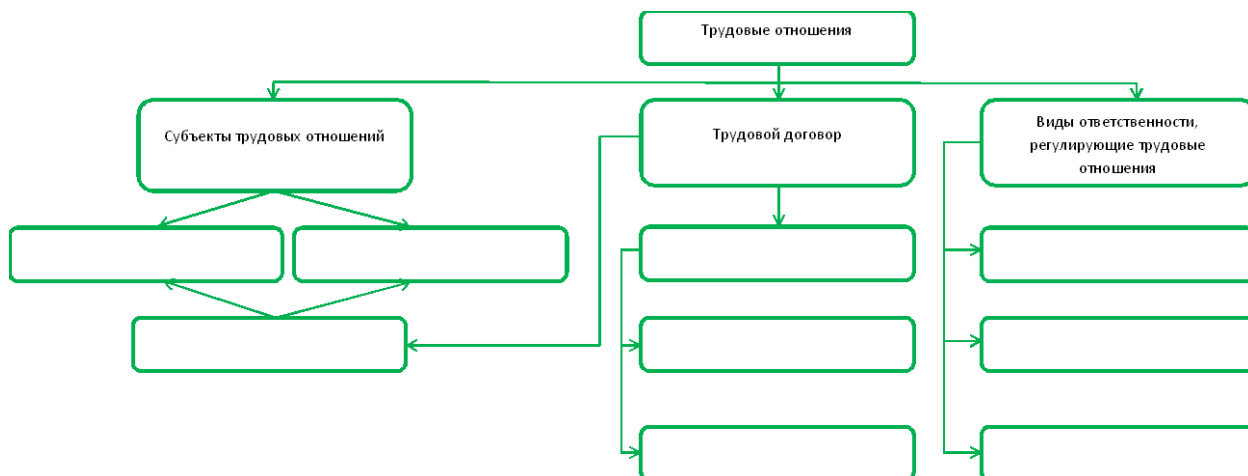 Трудовые отношения
Субъекты трудовых отношений
Трудовой договор
Виды ответственности,
регулирующие трудовые
отношения